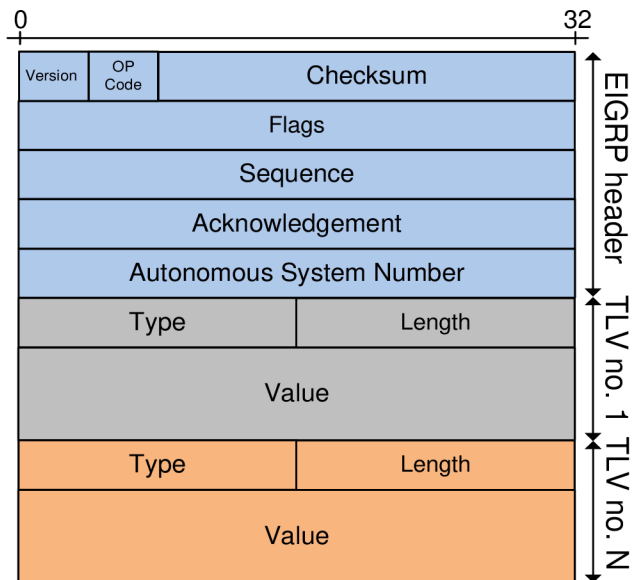 0 32
Version OP Code Checksum
Flags
Sequence
Acknowledgement
Autonomous System Number
EIGRP header
Type Length
Value
TLV no. 1
Type Length
Value
TLV no. N